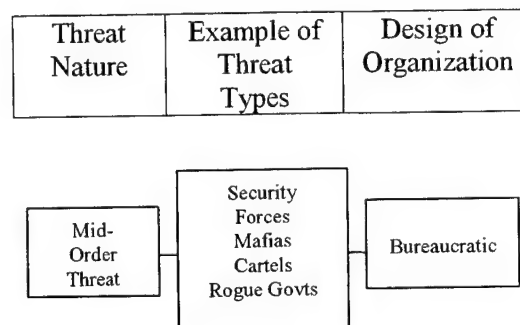 Threat
Nature
Example of
Threat
Types
Design of
Organization
Mid-
Order
Threat
Security
Forces
Mafias
Cartels
Rogue Govts
Bureaucratic